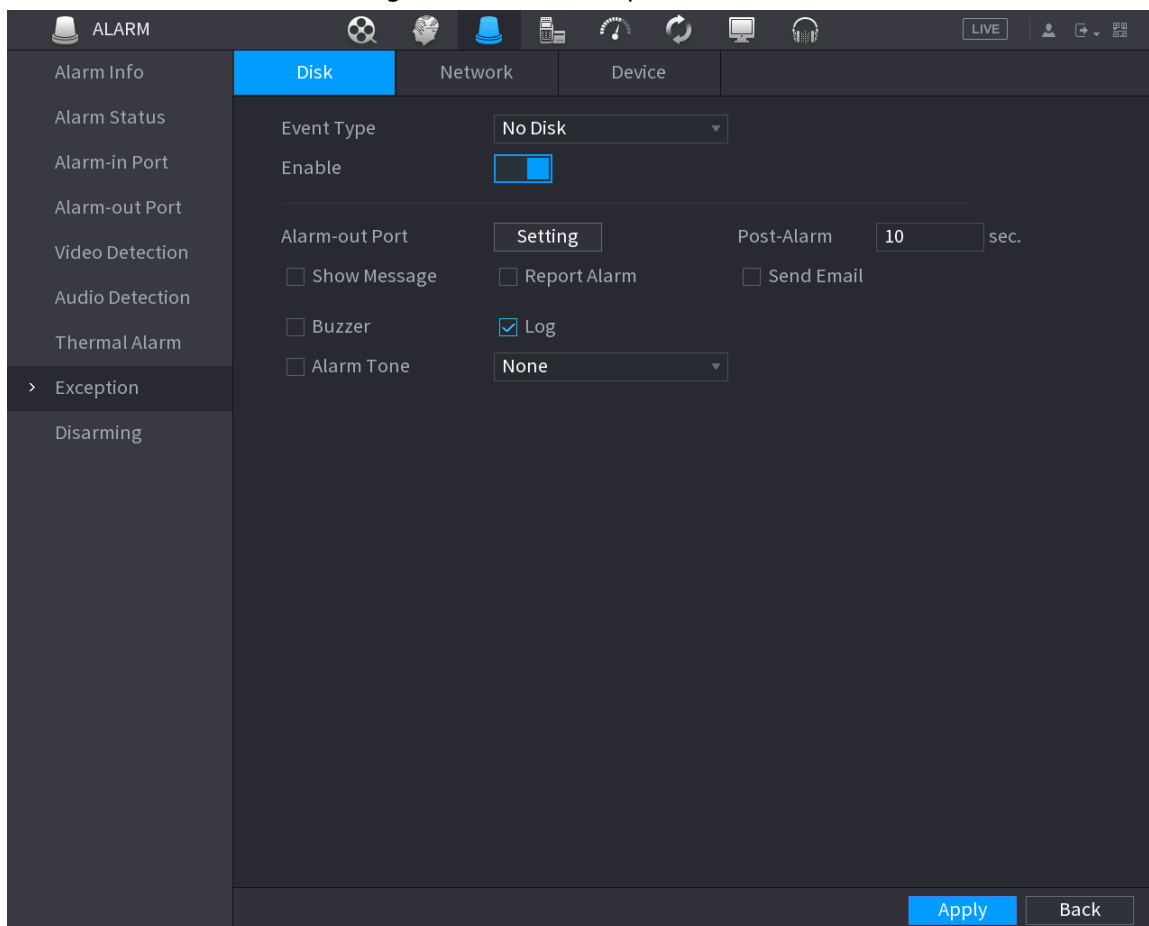 ALARM
LIVE
Alarm Info
Alarm Status
Alarm-in Port
Alarm-out Port
Video Detection
Audio Detection
Thermal Alarm
> Exception
Disarming
Disk Network Device
Event Type No Disk
Enable
Alarm-out Port Setting Post-Alarm 10 sec.
Show Message Report Alarm Send Email
Buzzer Log
Alarm Tone None
Apply Back